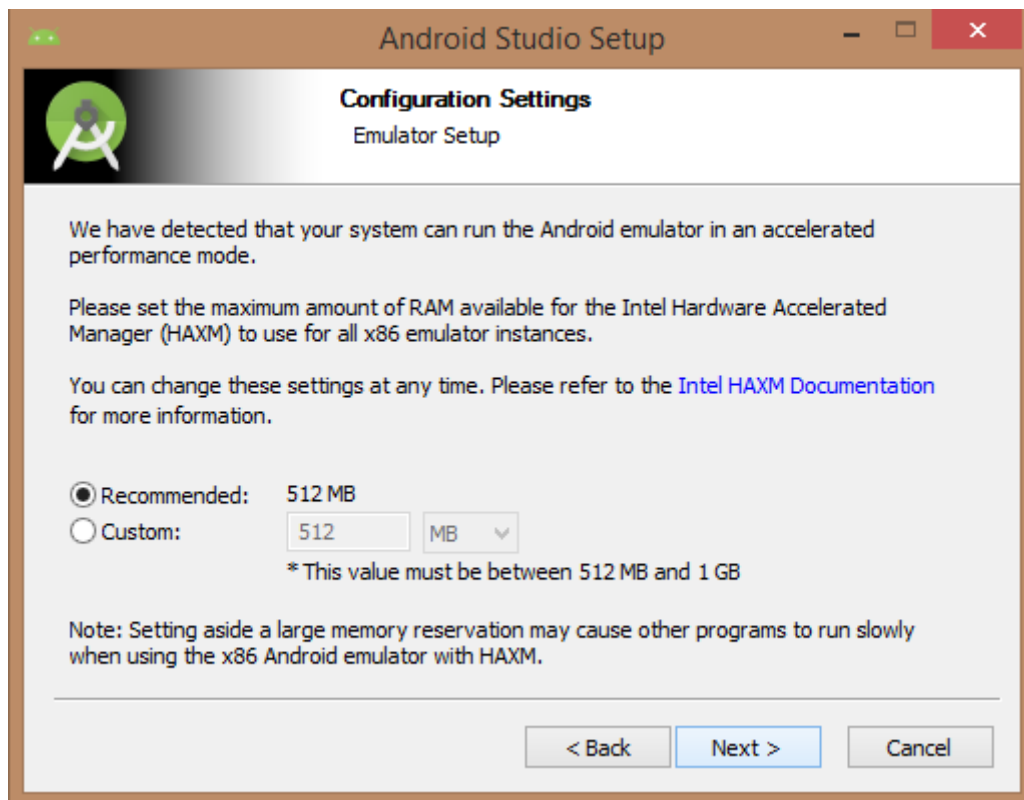 Android Studio Setup
Configuration Settings
Emulator Setup
We have detected that your system can run the Android emulator in an accelerated
performance mode.
Please set the maximum amount of RAM available for the Intel Hardware Accelerated
Manager (HAXM) to use for all x86 emulator instances.
You can change these settings at any time. Please refer to the Intel HAXM Documentation
for more information.
Recommended: 512 MB
Custom: 512 MB
* This value must be between 512 MB and 1 GB
Note: Setting aside a large memory reservation may cause other programs to run slowly
when using the x86 Android emulator with HAXM.
< Back Next > Cancel